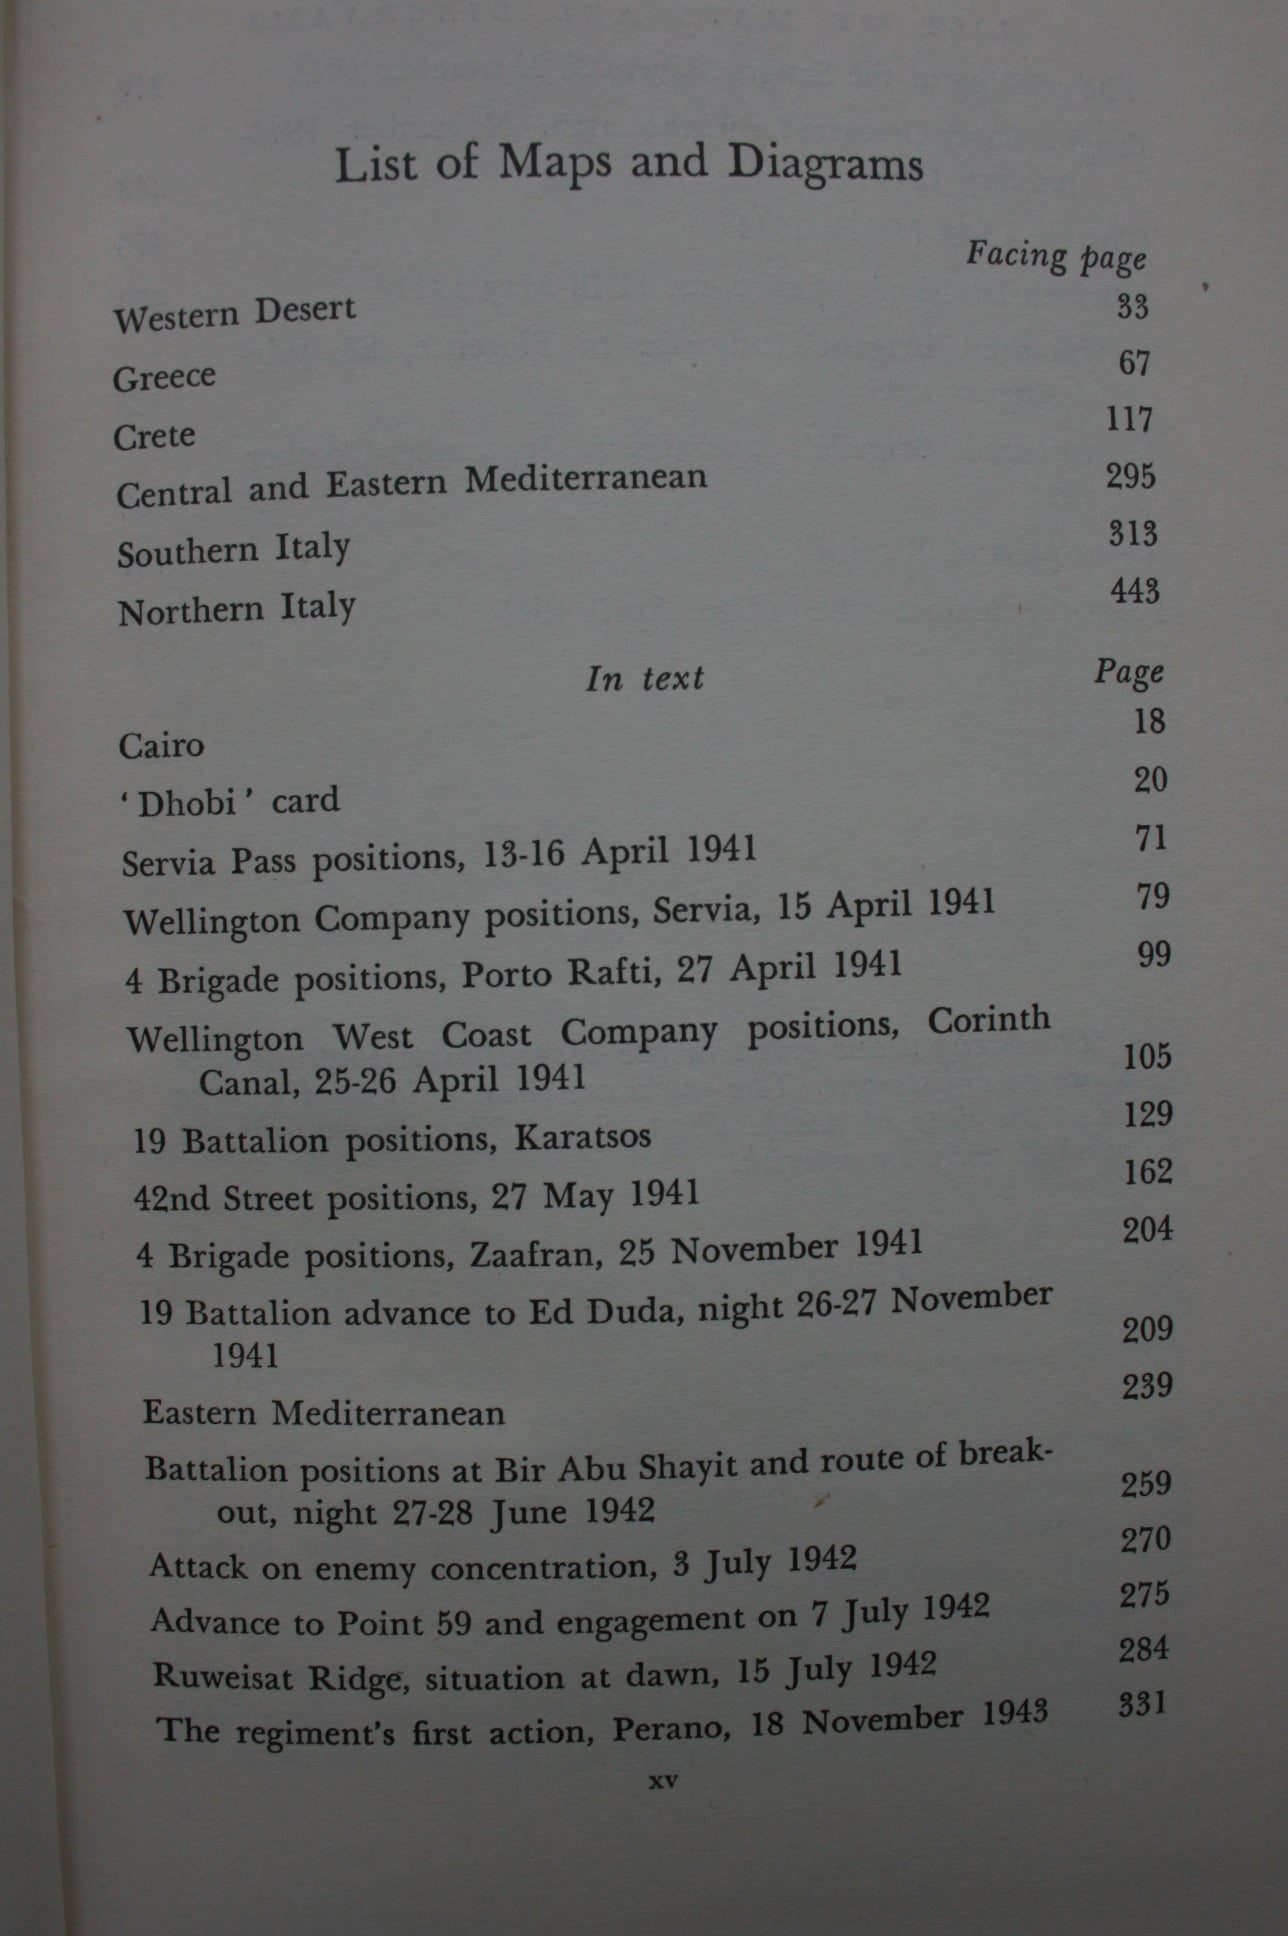 List of Maps and Diagrams
Facing page
Western Desert 33
Greece 67
Crete 117
Central and Eastern Mediterranean 295
Southern Italy 313
Northern Italy 443
In text Page
Cairo 18
‘Dhobi’ card 20
Servia Pass positions, 13-16 April 1941 71
Wellington Company positions, Servia, 15 April 1941 79
4 Brigade positions, Porto Rafti, 27 April 1941 99
Wellington West Coast Company positions, Corinth
Canal, 25-26 April 1941 105
19 Battalion positions, Karatsos 129
42nd Street positions, 27 May 1941 162
4 Brigade positions, Zaafran, 25 November 1941 204
19 Battalion advance to Ed Duda, night 26-27 November
1941 209
Eastern Mediterranean 239
Battalion positions at Bir Abu Shayit and route of break-
out, night 27-28 June 1942 259
Attack on enemy concentration, 3 July 1942 270
Advance to Point 59 and engagement on 7 July 1942 275
Ruweisat Ridge, situation at dawn, 15 July 1942 284
The regiment's first action, Perano, 18 November 1943 331
xv